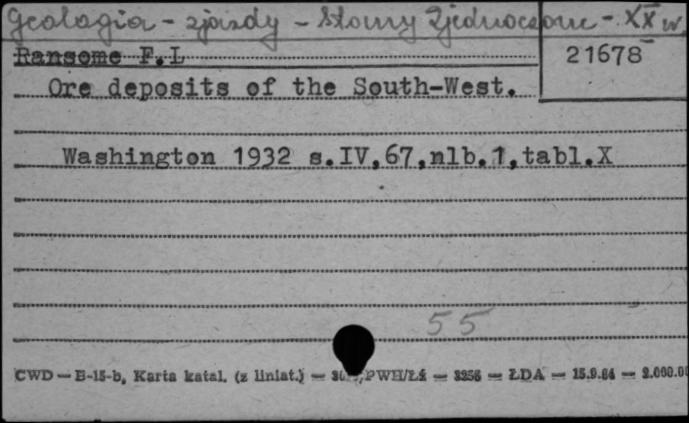 Geologia - zjazdy - Stany Zjednoczone - XX w.
Ransome F.L
21678
Ore deposits of the South-West.
Washington 1932 s.IV,67,nlb.1,tabl.X
55
CWD — B-15-b, Karta katal. (z liniat.) — PWH/Łź — 3256 — ŁDA — 15.9.64 — 2.000.00